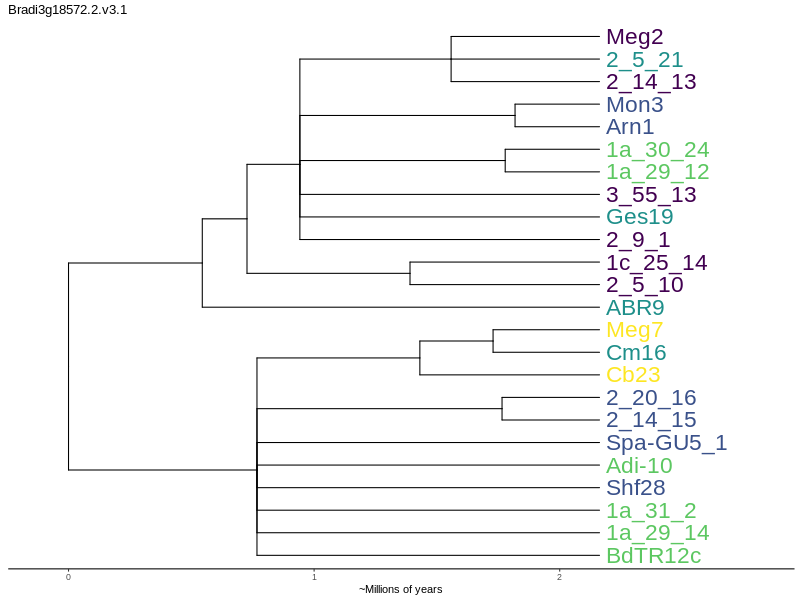 Bradi3g18572.2.v3.1
Meg2
2_5_21
2_14_13
Mon3
Arn1
1a_30_24
1a_29_12
3_55_13
Ges19
2_9_1
1c_25_14
2_5_10
ABR9
Meg7
Cm16
Cb23
2_20_16
2_14_15
Spa-GU5_1
Adi-10
Shf28
1a_31_2
1a_29_14
BdTR12c
0 1 2
~Millions of years